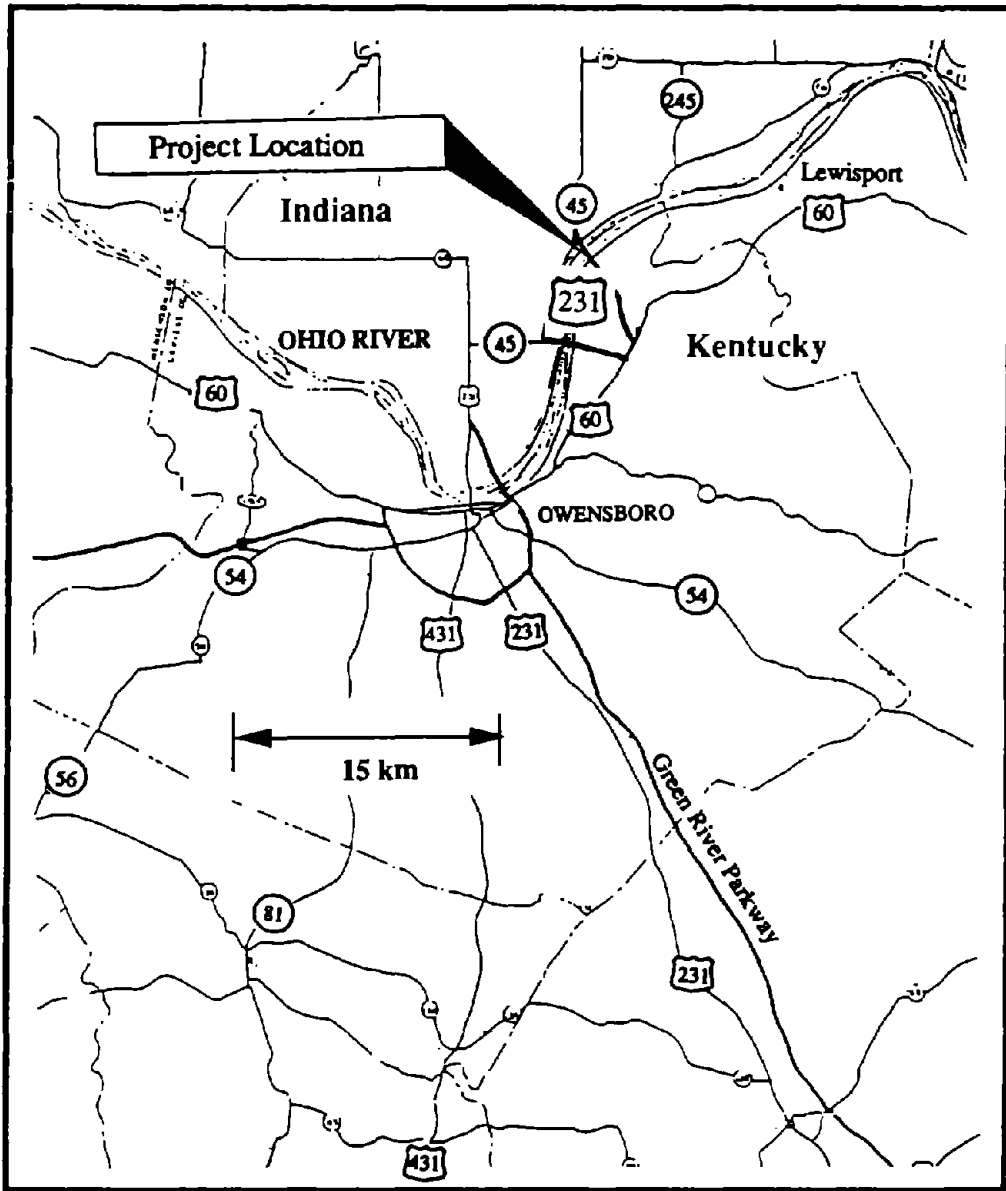 245
Project Location
Lewisport
45
Indiana
60
231
OHIO RIVER
45
Kentucky
60
60
OWENSBORO
54
54
431
231
15 km
56
Green River Parkway
81
231
431